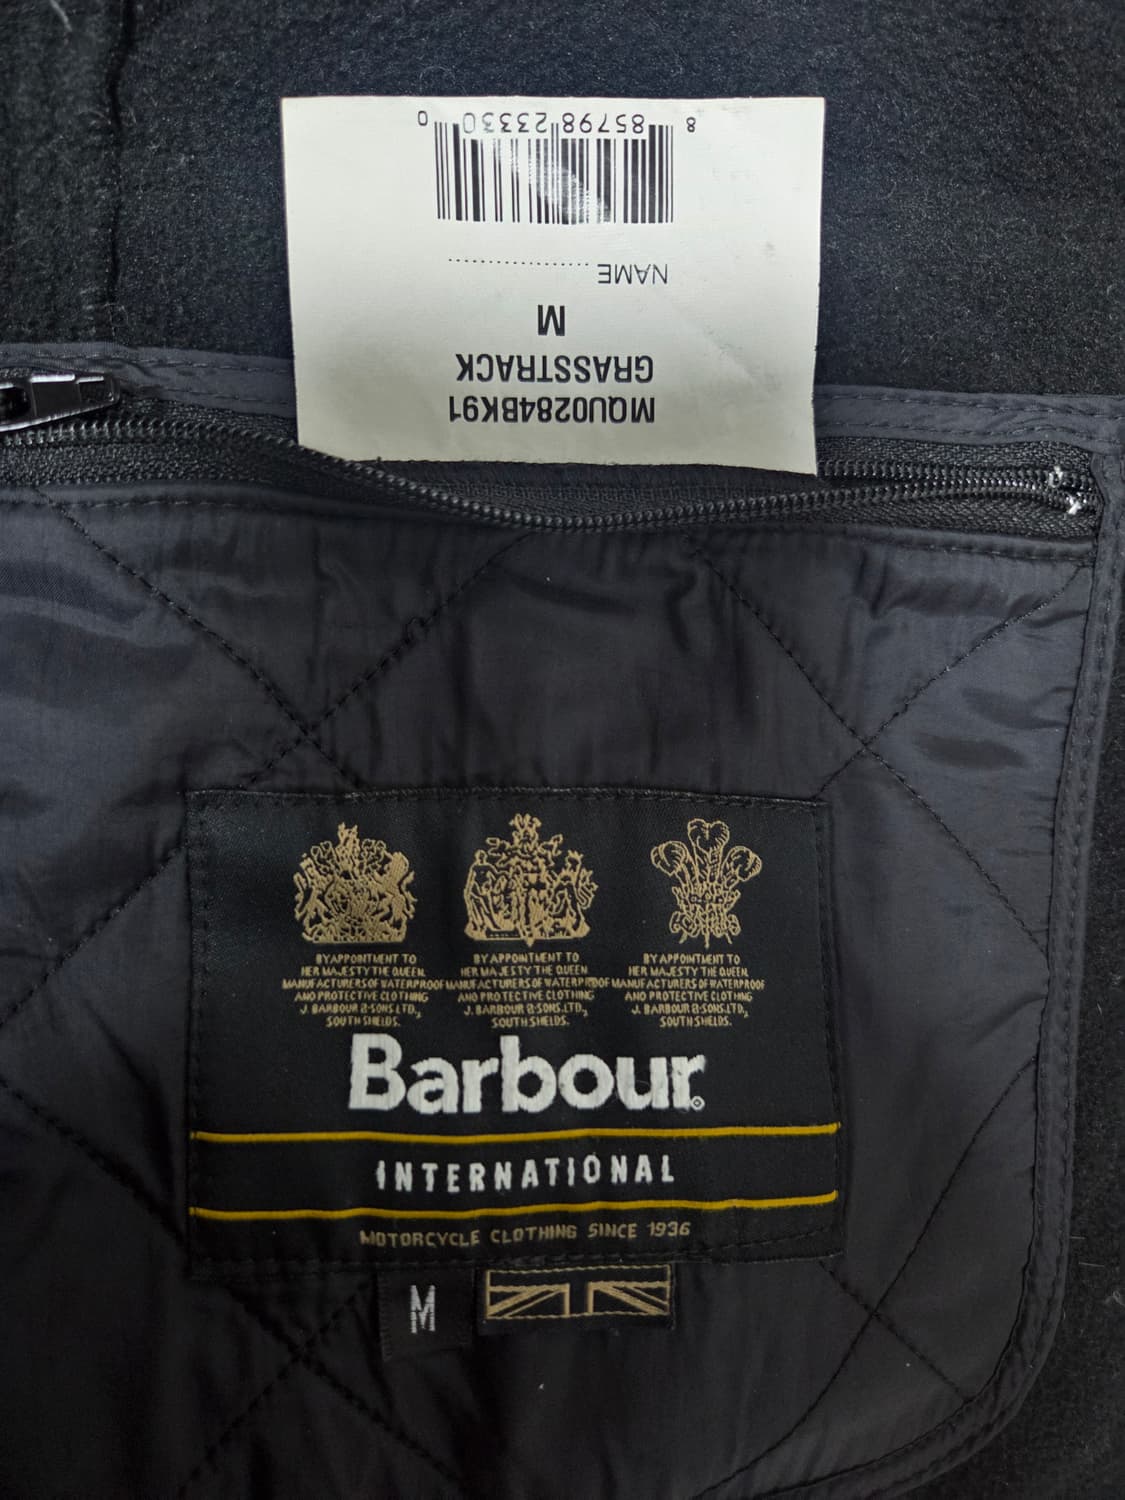 MQU0284BK91
GRASSTRACK
M
NAME ....................
8 85798 23330 0
BY APPOINTMENT TO
HER MAJESTY THE QUEEN
MANUFACTURERS OF WATERPROOF
AND PROTECTIVE CLOTHING
J. BARBOUR & SONS LTD.,
SOUTH SHIELDS.
BY APPOINTMENT TO
HER MAJESTY THE QUEEN
MANUFACTURERS OF WATERPROOF
AND PROTECTIVE CLOTHING
J. BARBOUR & SONS LTD.,
SOUTH SHIELDS.
BY APPOINTMENT TO
HER MAJESTY THE QUEEN
MANUFACTURERS OF WATERPROOF
AND PROTECTIVE CLOTHING
J. BARBOUR & SONS LTD.,
SOUTH SHIELDS.
Barbour®
INTERNATIONAL
MOTORCYCLE CLOTHING SINCE 1936
M